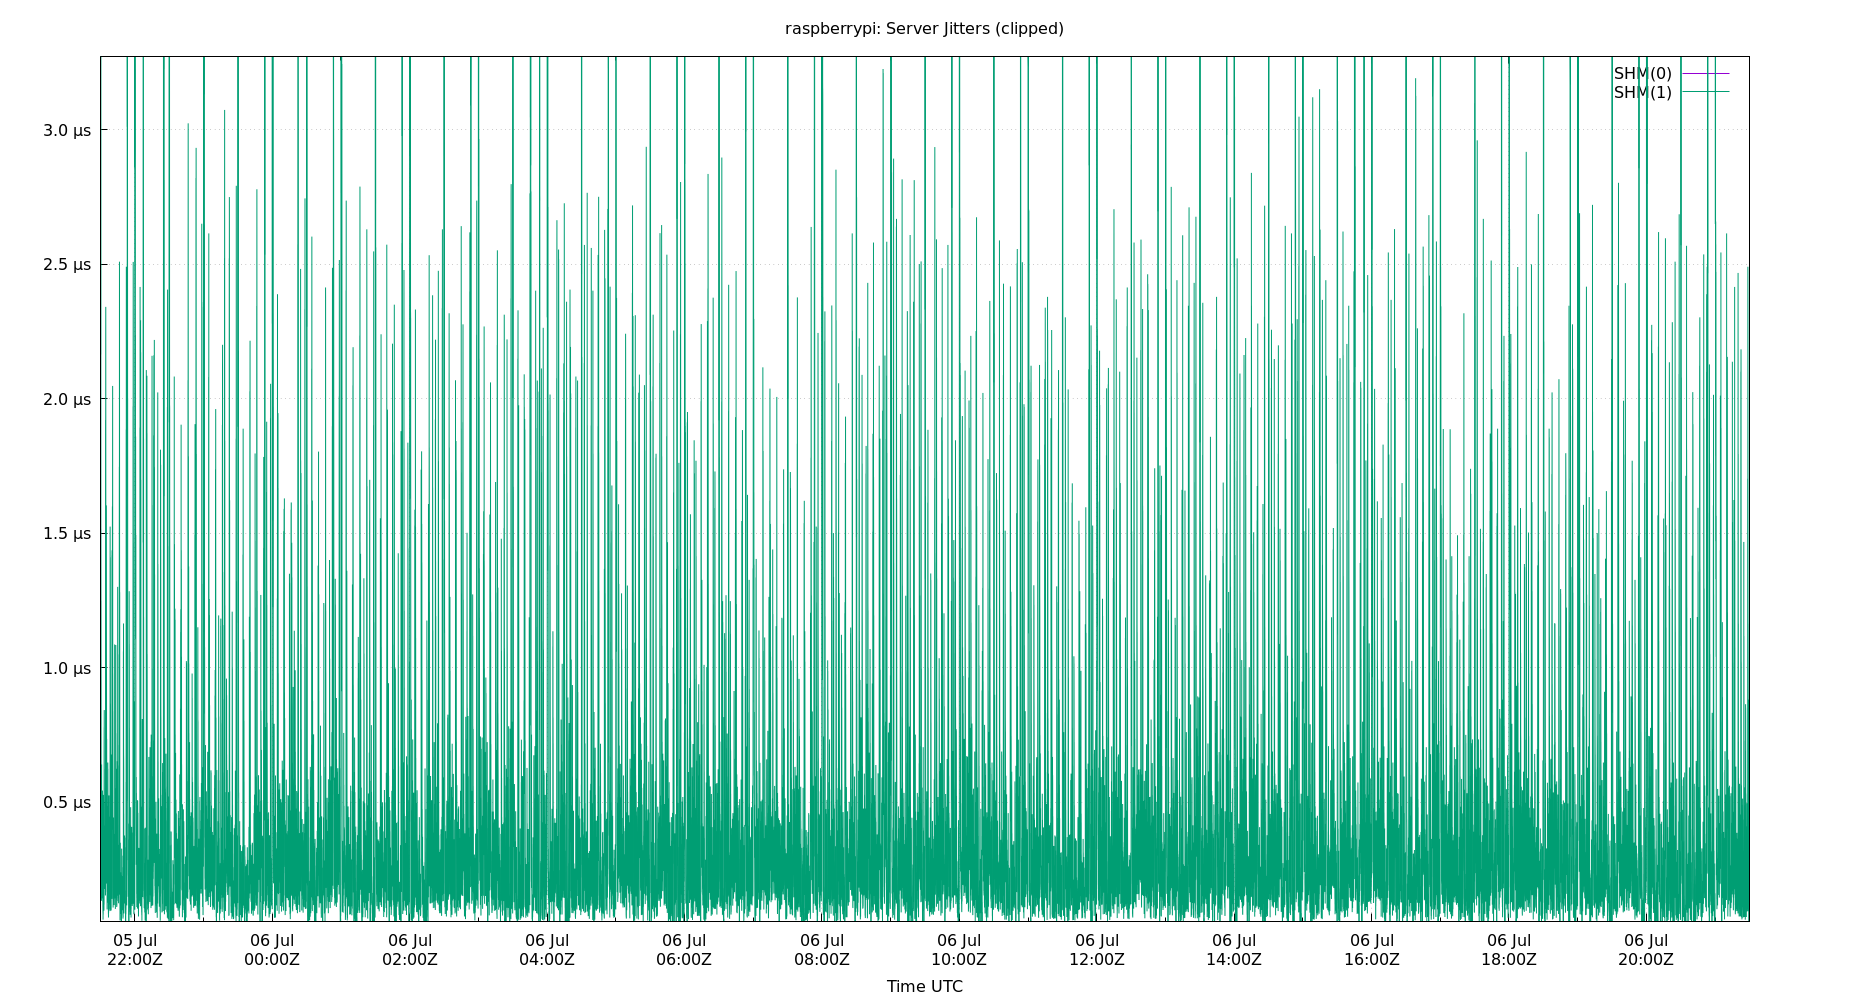 raspberrypi: Server Jitters (clipped)
SHM(0)
SHM(1)
3.0 μs
2.5 μs
2.0 μs
1.5 μs
1.0 μs
0.5 μs
05 Jul 06 Jul 06 Jul 06 Jul 06 Jul 06 Jul 06 Jul 06 Jul 06 Jul 06 Jul 06 Jul 06 Jul
22:00Z 00:00Z 02:00Z 04:00Z 06:00Z 08:00Z 10:00Z 12:00Z 14:00Z 16:00Z 18:00Z 20:00Z
Time UTC